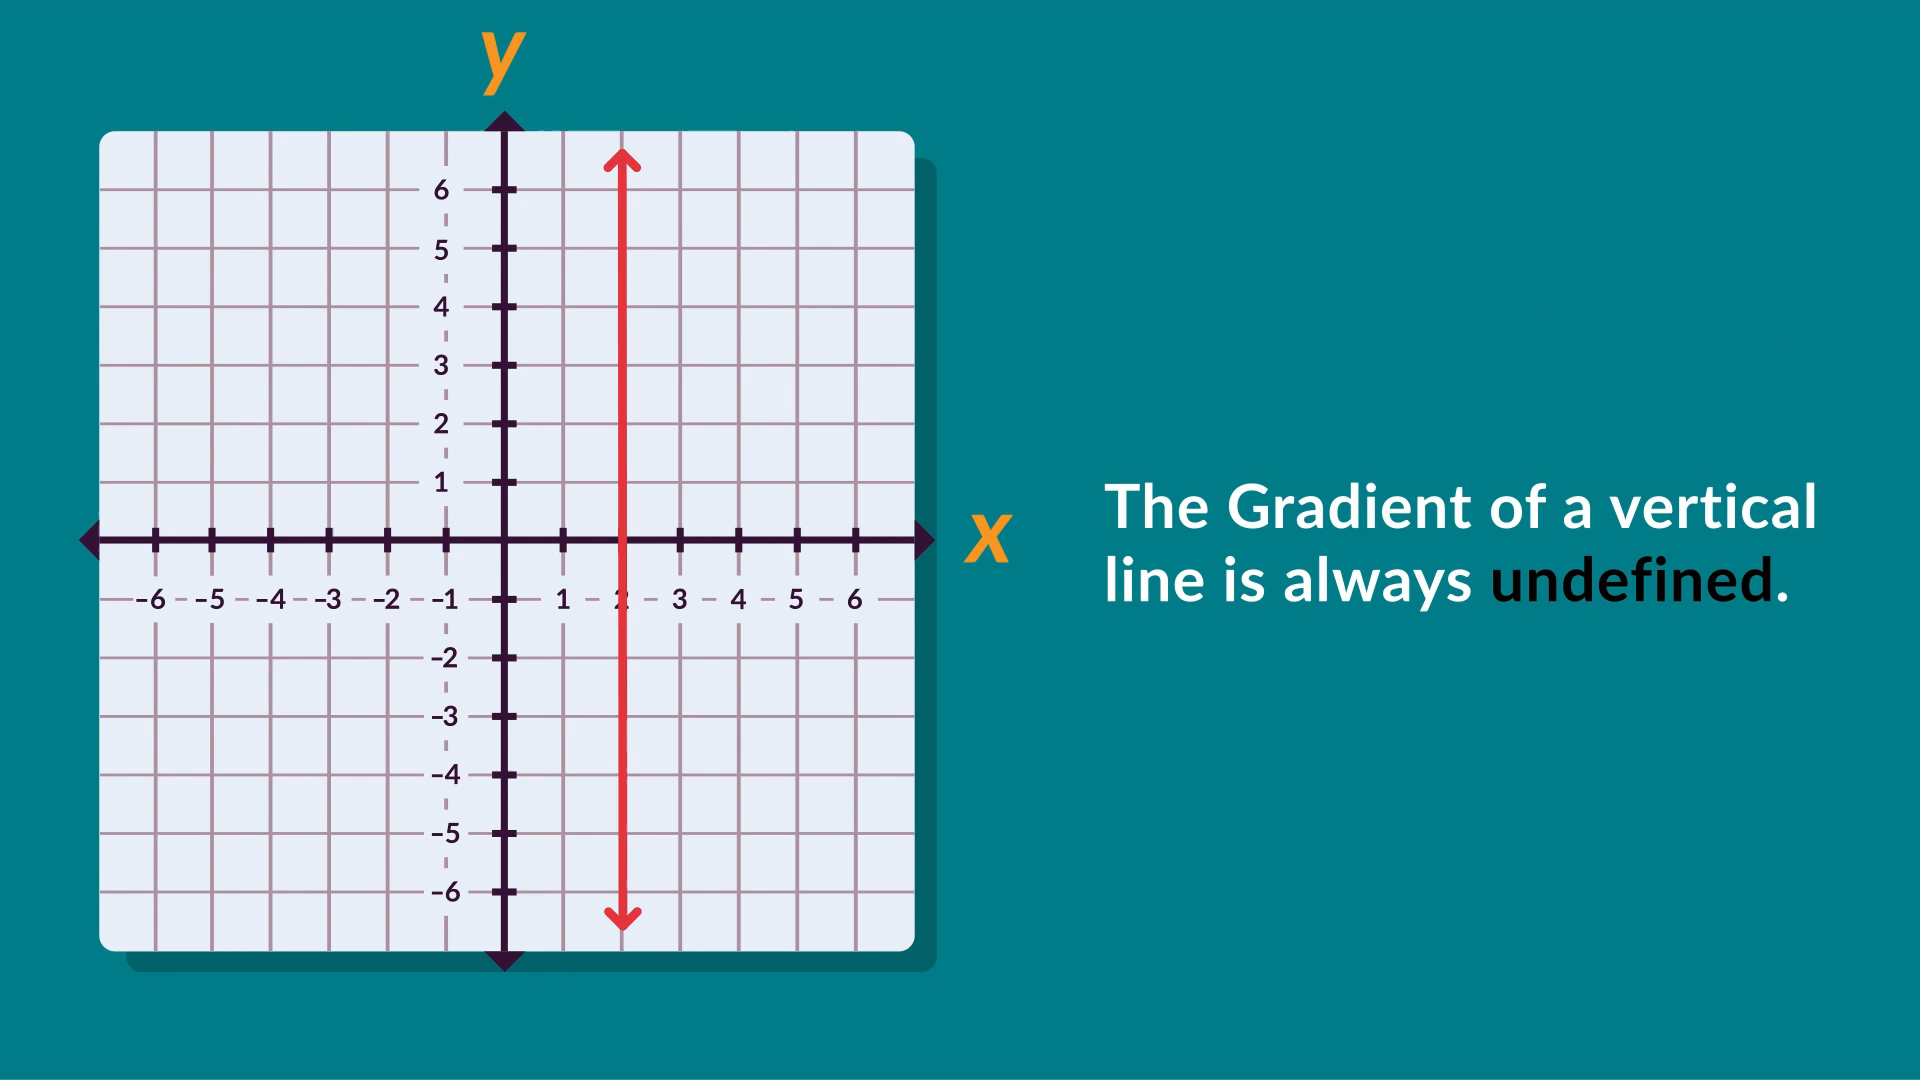 y
6
5
4
3
2
1
x
-6 -5 -4 -3 -2 -1 1 2 3 4 5 6
-2
-3
-4
-5
-6
The Gradient of a vertical
line is always undefined.